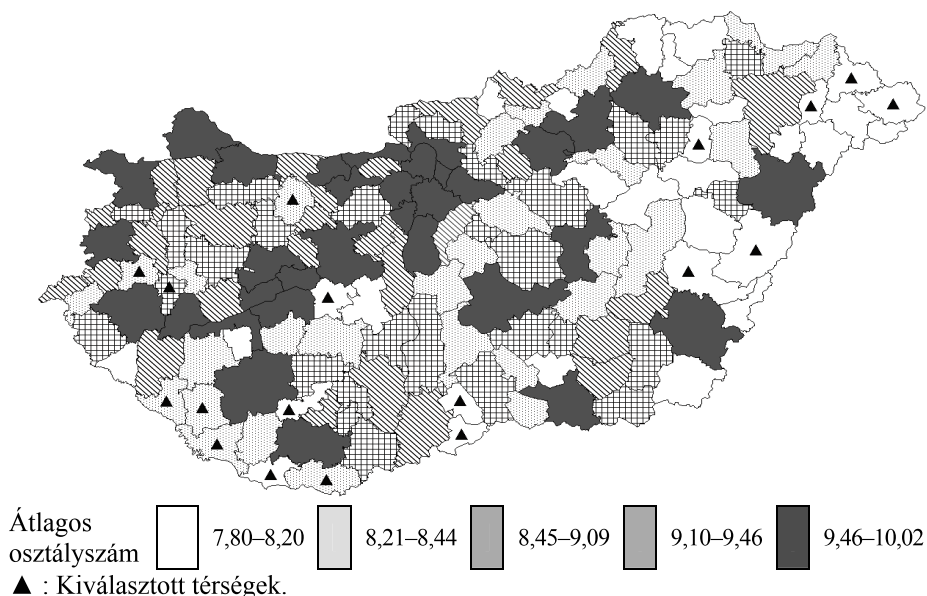 Átlagos
osztályszám
7,80–8,20
8,21–8,44
8,45–9,09
9,10–9,46
9,46–10,02
▲ : Kiválasztott térségek.